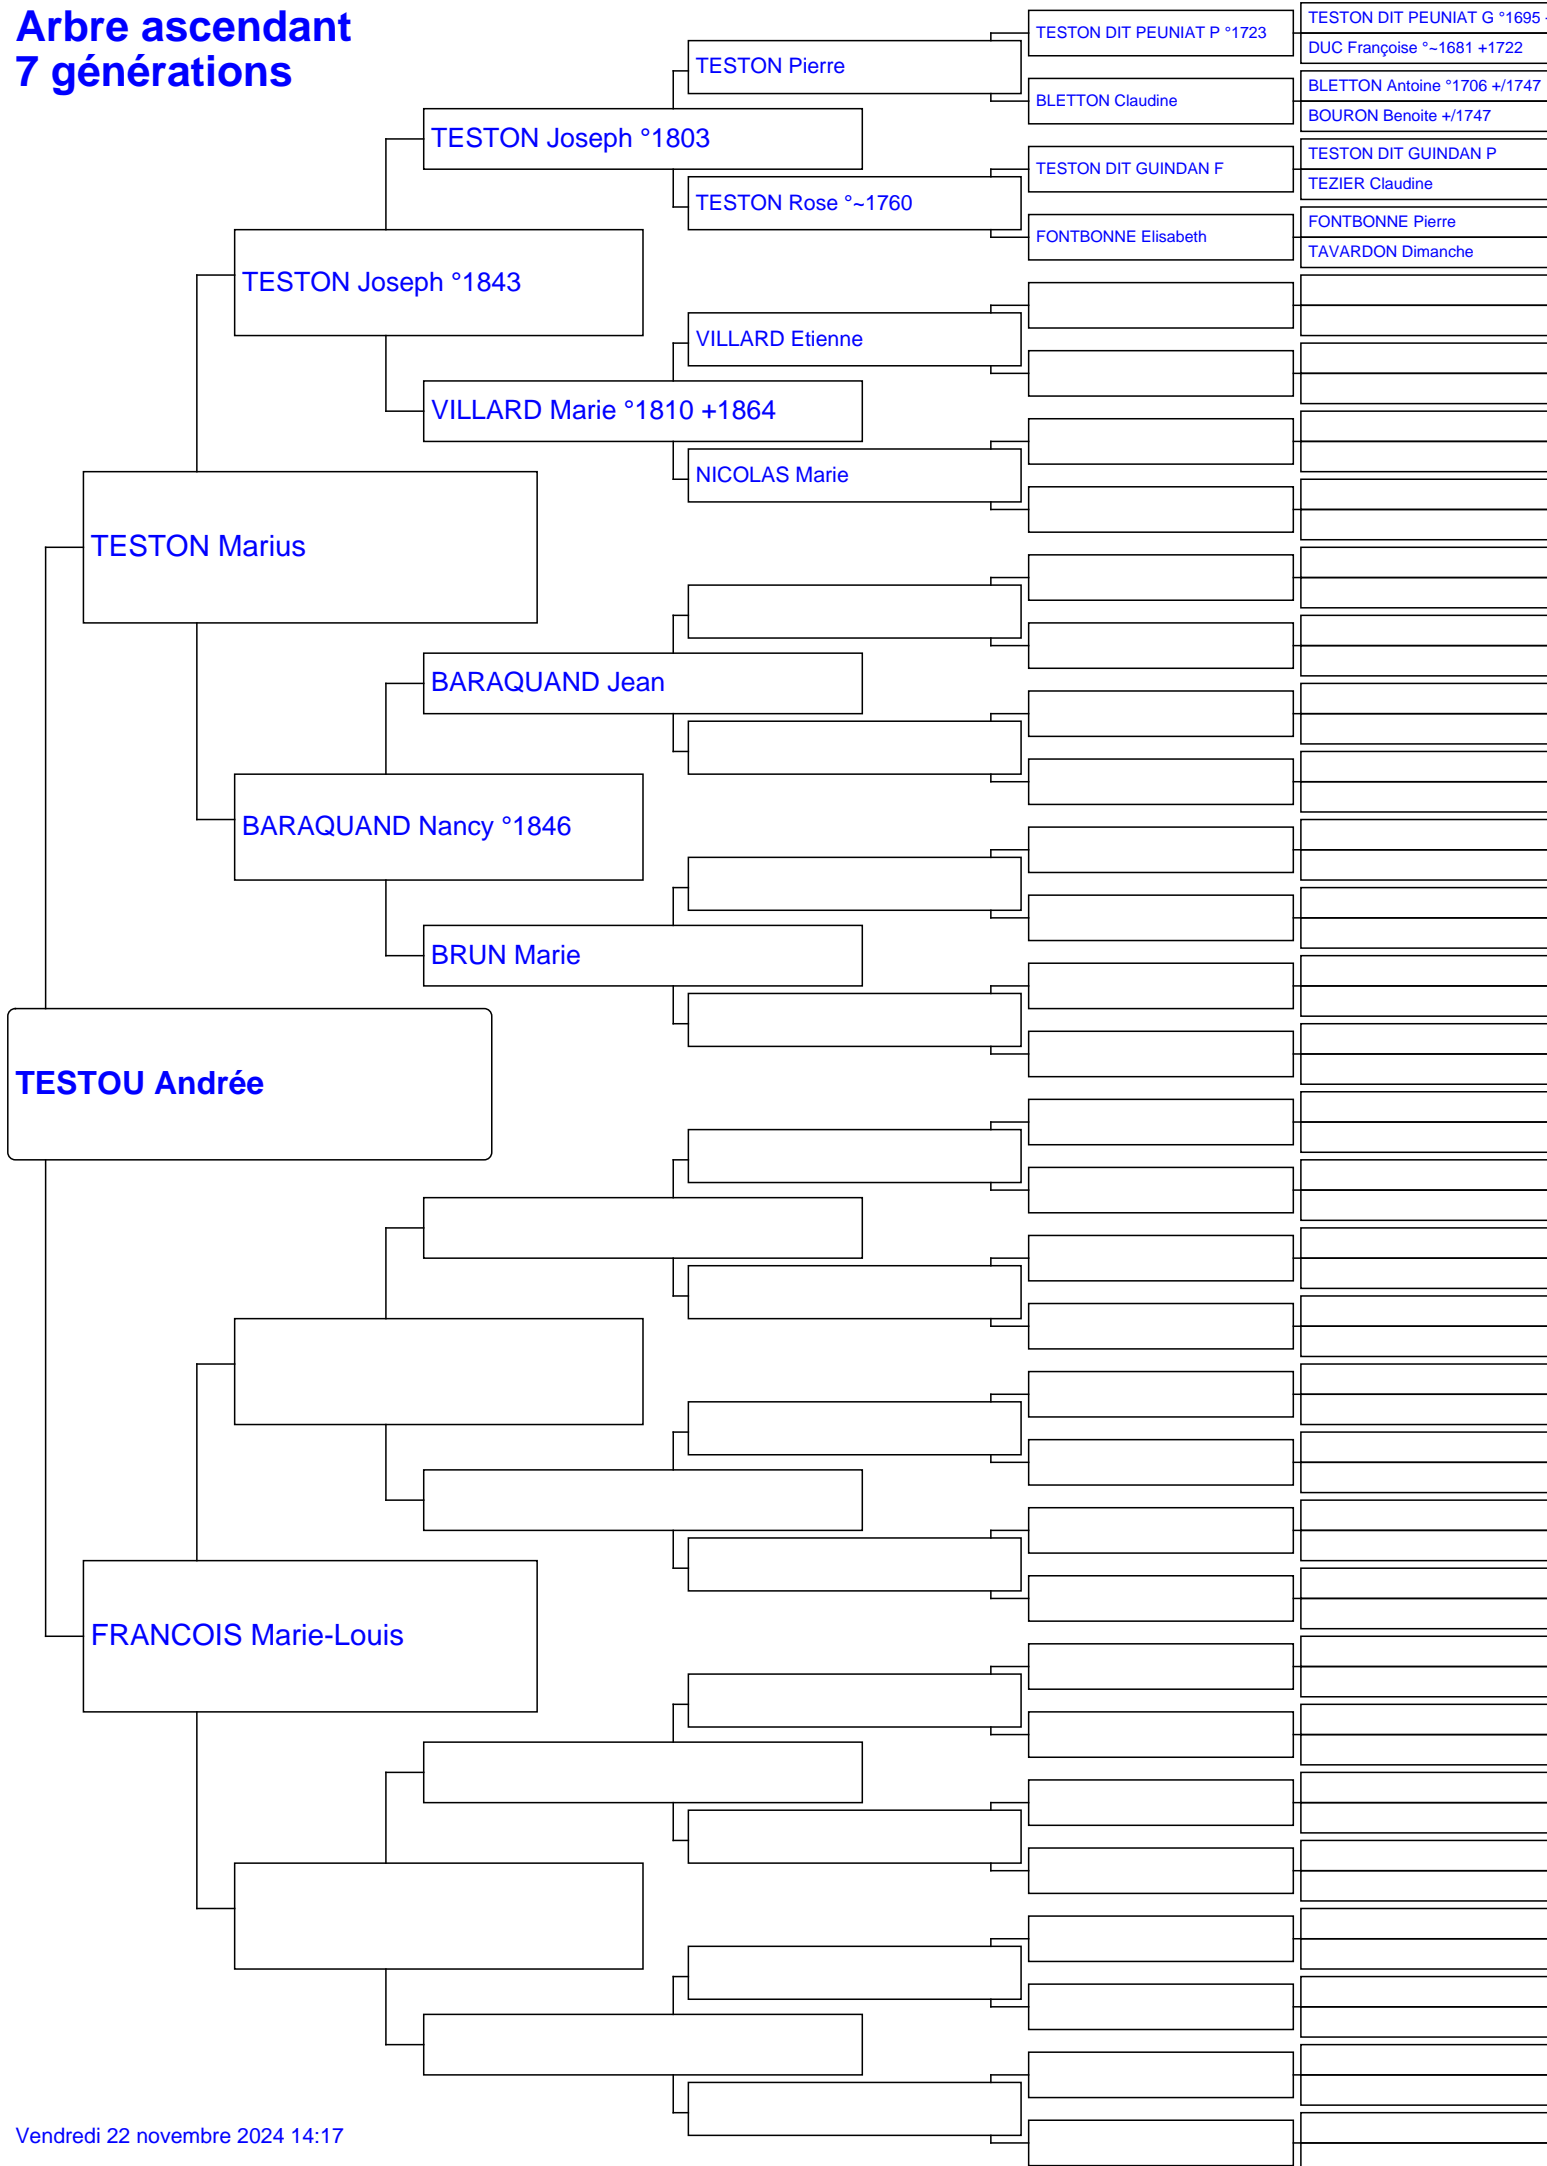 Arbre ascendant
7 générations
TESTON DIT PEUNIAT G °1695
DUC Françoise °~1681 +1722
TESTON DIT PEUNIAT P °1723
TESTON Pierre
BLETTON Antoine °1706 +/1747
BOURON Benoite +/1747
BLETTON Claudine
TESTON Joseph °1803
TESTON DIT GUINDAN P
TEZIER Claudine
TESTON DIT GUINDAN F
TESTON Rose °~1760
FONTBONNE Pierre
TAVARDON Dimanche
FONTBONNE Elisabeth
TESTON Joseph °1843
VILLARD Etienne
VILLARD Marie °1810 +1864
NICOLAS Marie
TESTON Marius
BARAQUAND Jean
BARAQUAND Nancy °1846
BRUN Marie
TESTOU Andrée
FRANCOIS Marie-Louis
Vendredi 22 novembre 2024 14:17